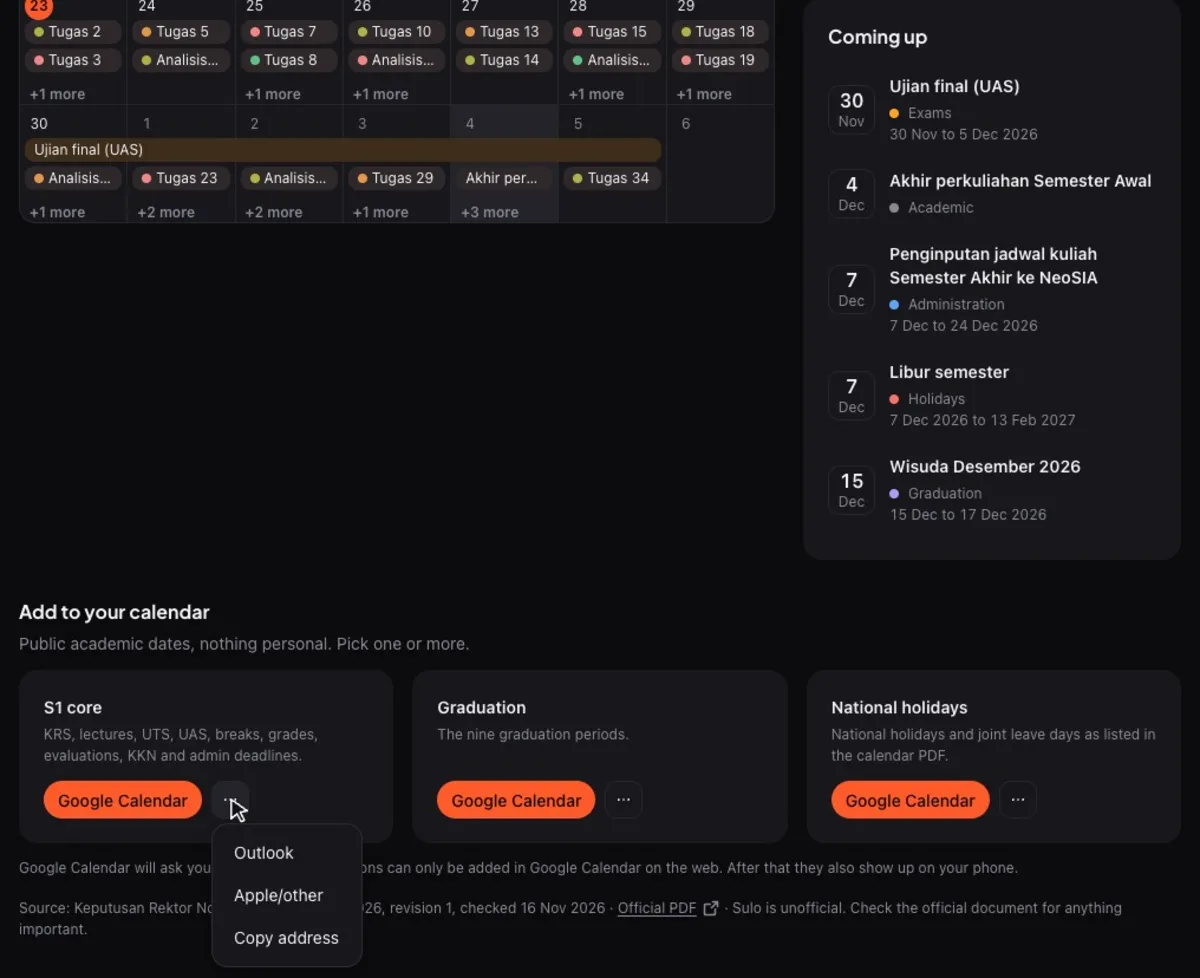 23 24 25 26 27 28 29
Tugas 2 Tugas 5 Tugas 7 Tugas 10 Tugas 13 Tugas 15 Tugas 18
Tugas 3 Analisis... Tugas 8 Analisis... Tugas 14 Analisis... Tugas 19
+1 more +1 more +1 more +1 more +1 more
30 1 2 3 4 5 6
Ujian final (UAS)
Analisis... Tugas 23 Analisis... Tugas 29 Akhir per... Tugas 34
+1 more +2 more +2 more +1 more +3 more
Coming up
30 Nov
Ujian final (UAS)
Exams
30 Nov to 5 Dec 2026
4 Dec
Akhir perkuliahan Semester Awal
Academic
7 Dec
Penginputan jadwal kuliah
Semester Akhir ke NeoSIA
Administration
7 Dec to 24 Dec 2026
7 Dec
Libur semester
Holidays
7 Dec 2026 to 13 Feb 2027
15 Dec
Wisuda Desember 2026
Graduation
15 Dec to 17 Dec 2026
Add to your calendar
Public academic dates, nothing personal. Pick one or more.
S1 core
KRS, lectures, UTS, UAS, breaks, grades,
evaluations, KKN and admin deadlines.
Google Calendar
Graduation
The nine graduation periods.
Google Calendar ...
National holidays
National holidays and joint leave days as listed in
the calendar PDF.
Google Calendar ...
Outlook
Apple/other
Copy address
Google Calendar will ask you can only be added in Google Calendar on the web. After that they also show up on your phone.
Source: Keputusan Rektor 26, revision 1, checked 16 Nov 2026 · Official PDF · Sulo is unofficial. Check the official document for anything
important.